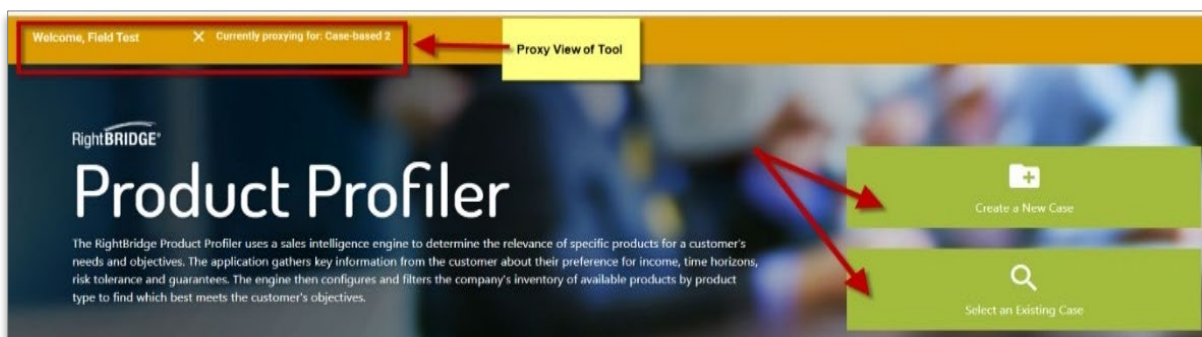 Welcome, Field Test
Currently proxying for: Case-based 2
Proxy View of Tool
RightBRIDGE®
Product Profiler
The RightBridge Product Profiler uses a sales intelligence engine to determine the relevance of specific products for a customer's
needs and objectives. The application gathers key information from the customer about their preference for income, time horizons,
risk tolerance and guarantees. The engine then configures and filters the company's inventory of available products by product
type to find which best meets the customer's objectives.
Create a New Case
Select an Existing Case